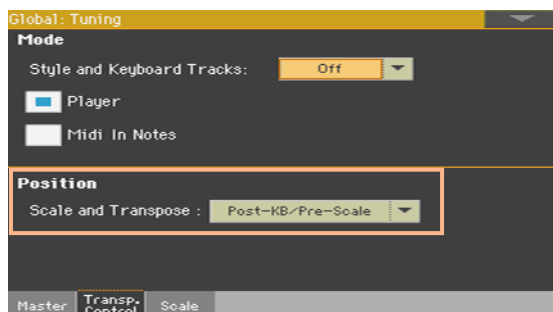 Global: Tuning
Mode
Style and Keyboard Tracks: Off
Player
Midi In Notes
Position
Scale and Transpose : Post-KB/Pre-Scale
Master Transp. Control Scale